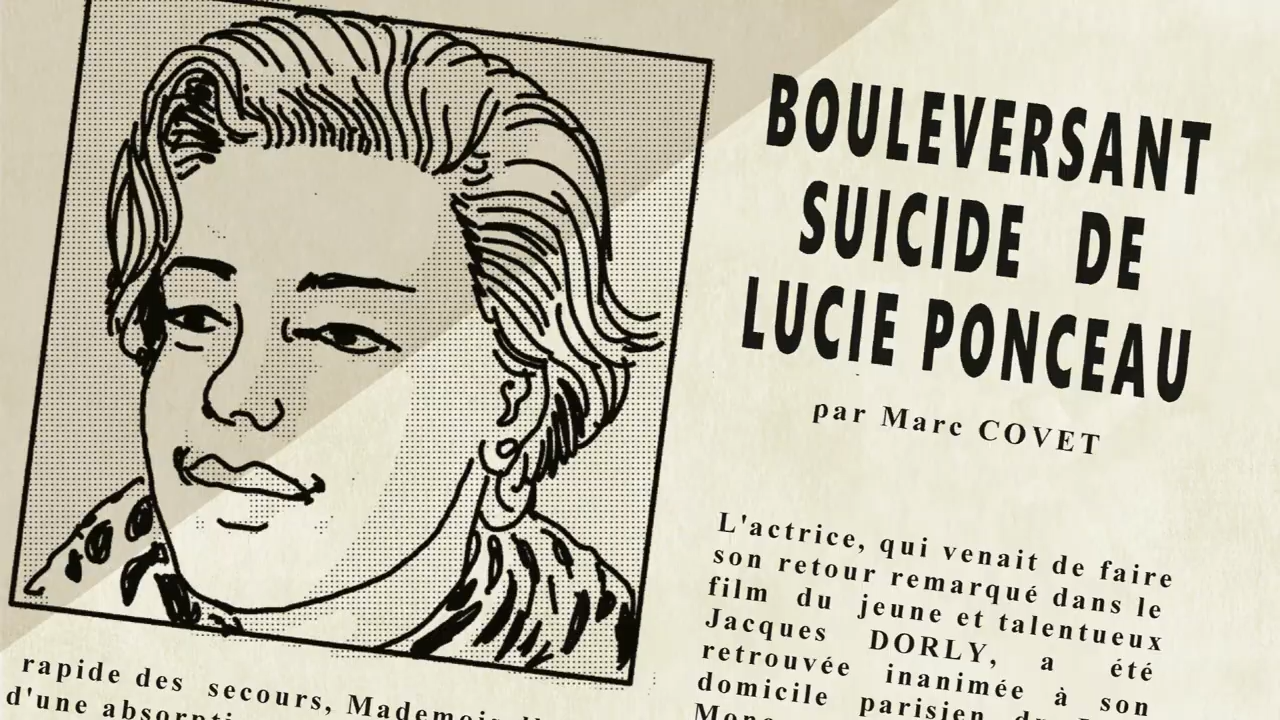 BOULEVERSANT
SUICIDE DE
LUCIE PONCEAU
par Marc COVET
L'actrice, qui venait de faire
son retour remarqué dans le
film du jeune et talentueux
Jacques DORLY, a été
retrouvée inanimée à son
domicile parisien
rapide des secours,
d'une